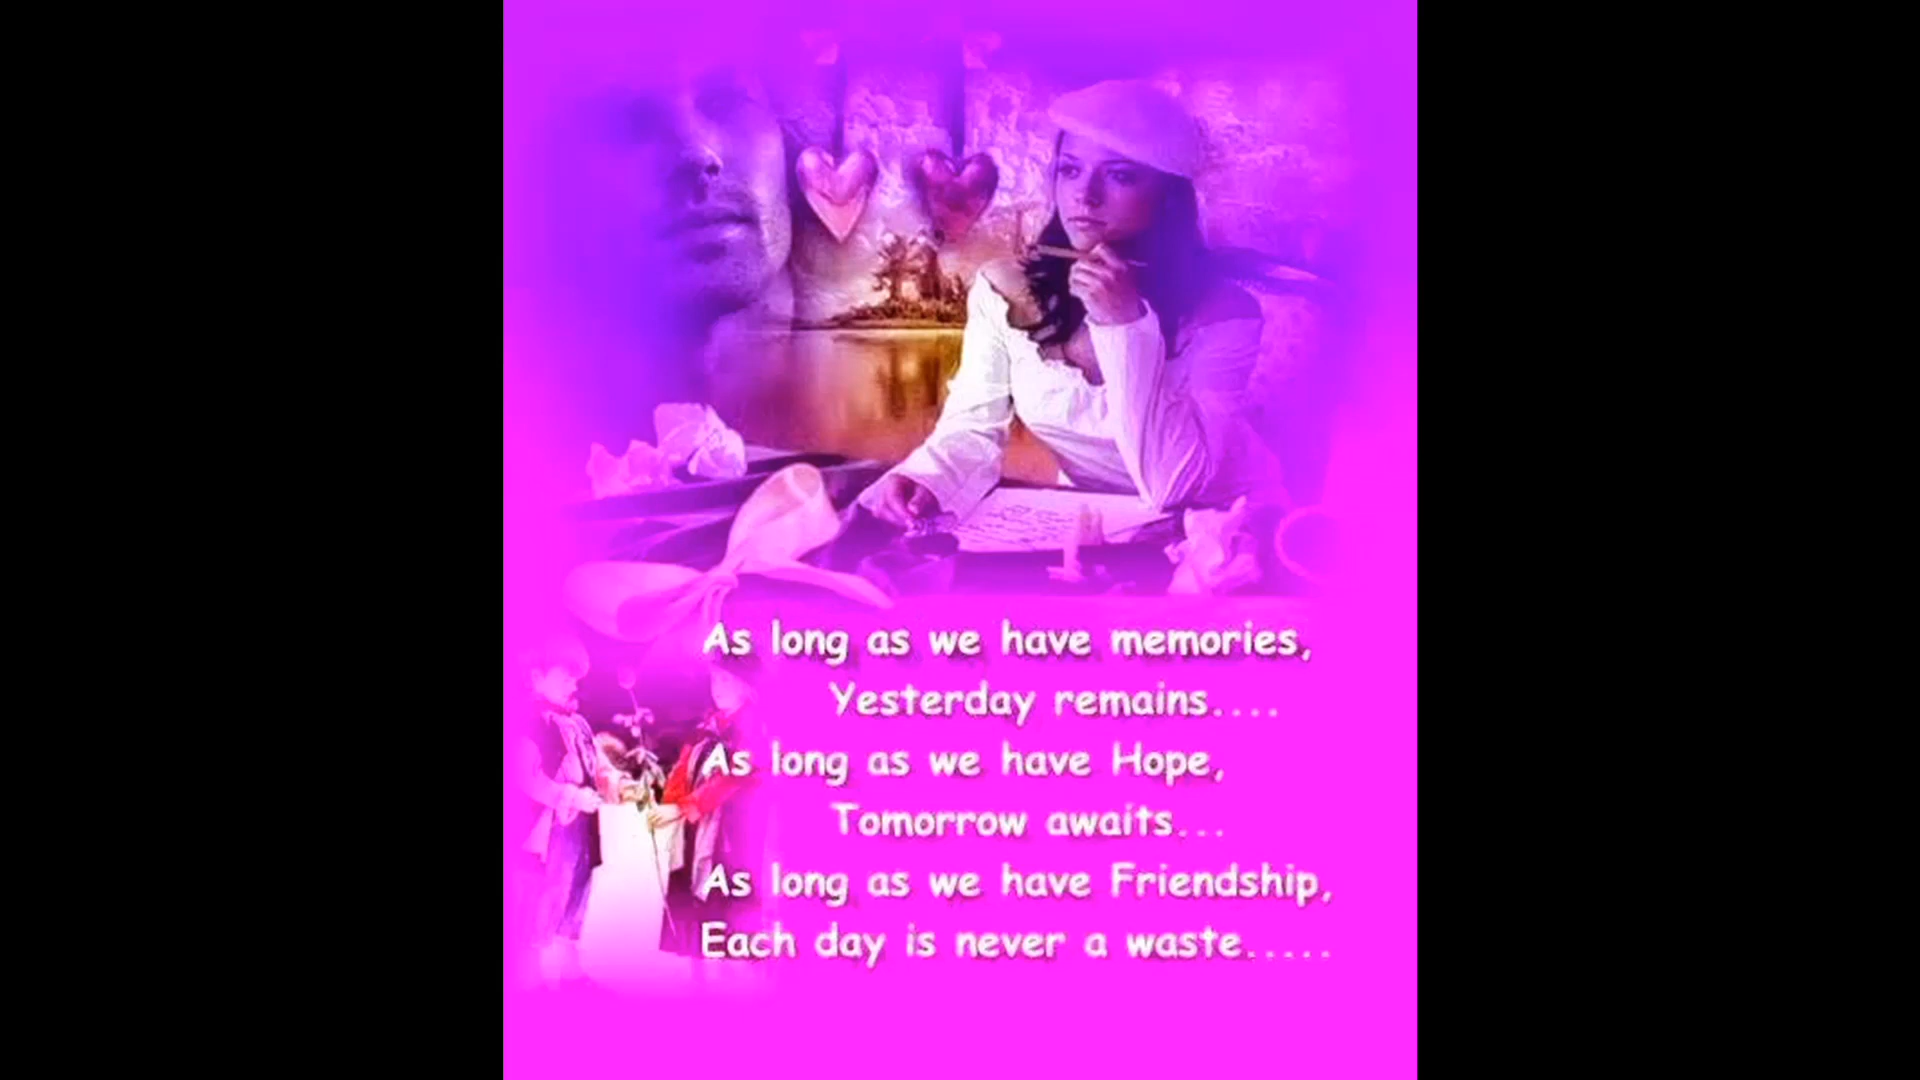 As long as we have memories,
Yesterday remains....
As long as we have Hope,
Tomorrow awaits...
As long as we have Friendship,
Each day is never a waste.....